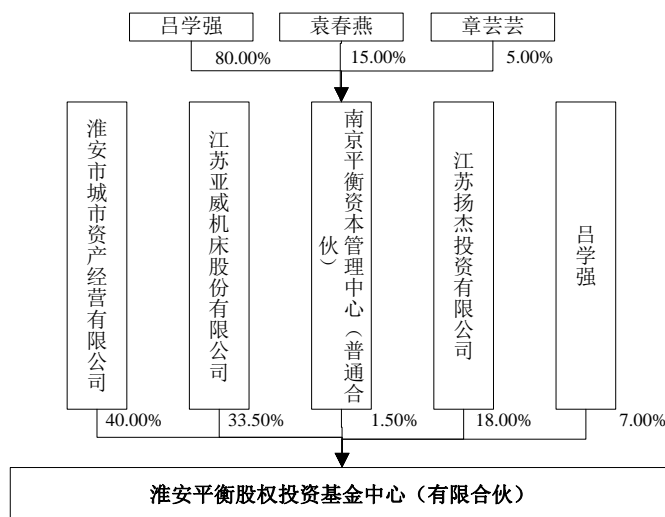 吕学强
袁春燕
章芸芸
80.00%
15.00%
5.00%
淮安市城市资产经营有限公司
江苏亚威机床股份有限公司
南京平衡资本管理中心（普通合
伙）
江苏扬杰投资有限公司
吕学强
40.00%
33.50%
1.50%
18.00%
7.00%
淮安平衡股权投资基金中心（有限合伙）